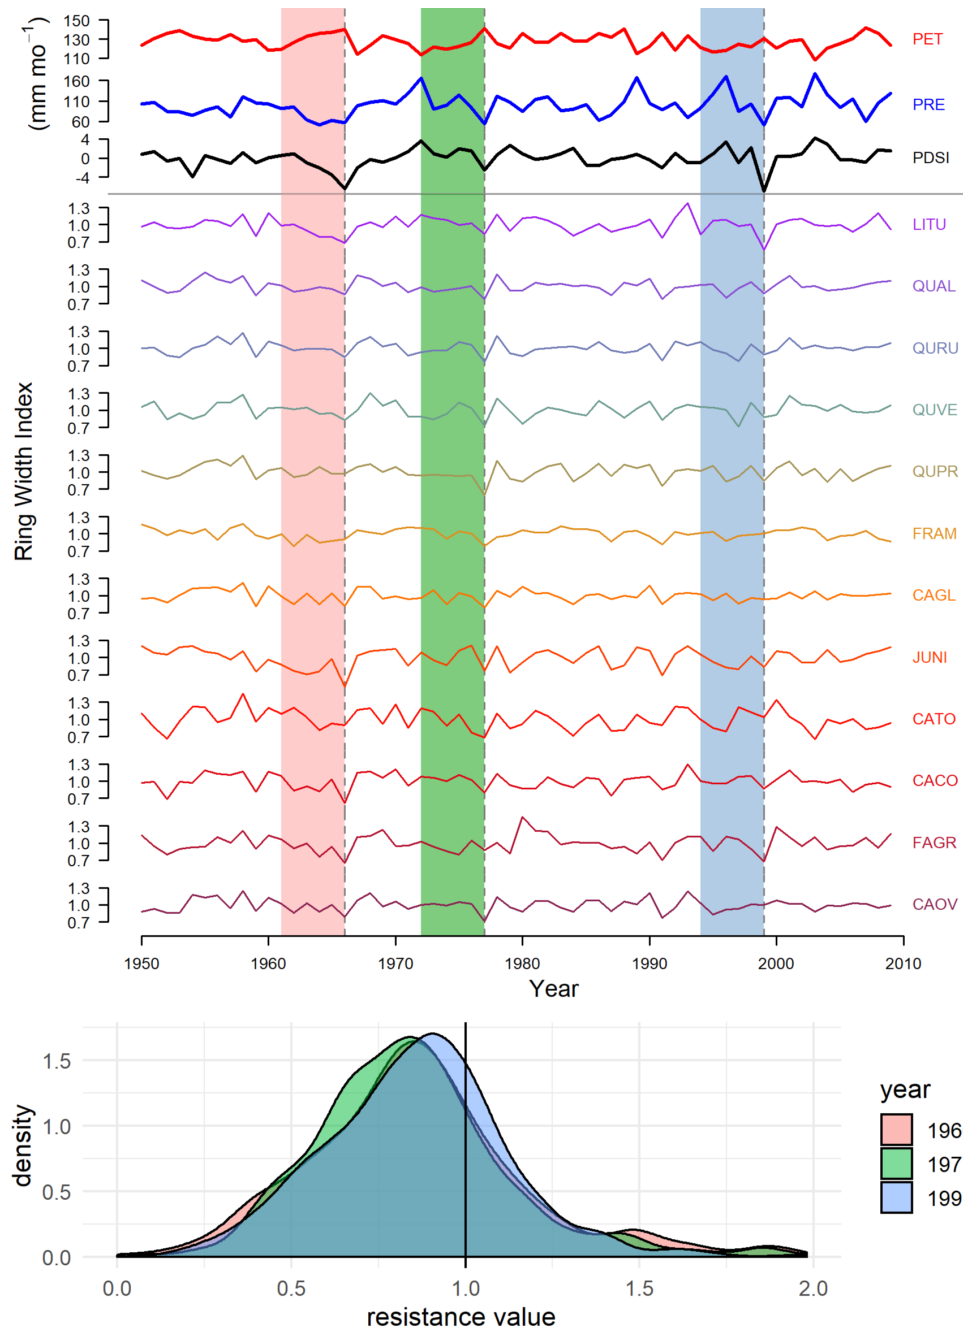 (mm mo−1)
150
130
110
PET
160
110
60
PRE
4
0
-4
PDSI
Ring Width Index
1.3
1.0
0.7
LITU
1.3
1.0
0.7
QUAL
1.3
1.0
0.7
QURU
1.3
1.0
0.7
QUVE
1.3
1.0
0.7
QUPR
1.3
1.0
0.7
FRAM
1.3
1.0
0.7
CAGL
1.3
1.0
0.7
JUNI
1.3
1.0
0.7
CATO
1.3
1.0
0.7
CACO
1.3
1.0
0.7
FAGR
1.3
1.0
0.7
CAOV
1950 1960 1970 1980 1990 2000 2010
Year
density
1.5
1.0
0.5
0.0
0.0 0.5 1.0 1.5 2.0
resistance value
year
196
197
199